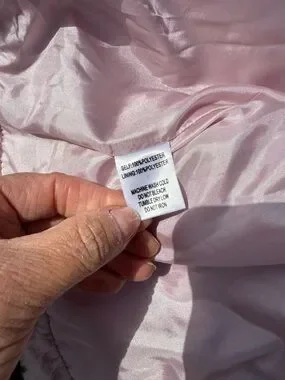 SELF:100%POLYESTER
LINING:100%POLYESTER
MACHINE WASH COLD
DO NOT BLEACH
TUMBLE DRY LOW
DO NOT IRON